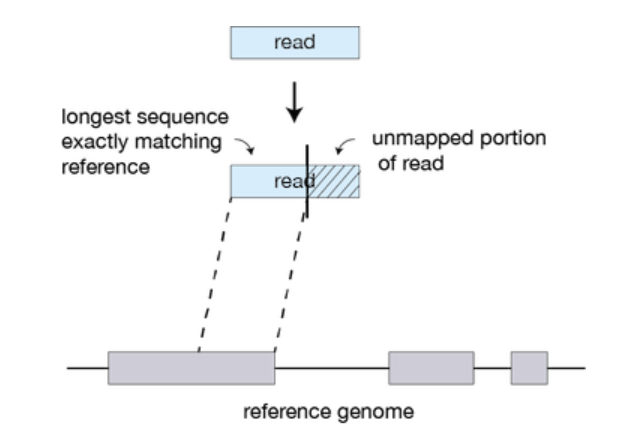 read
longest sequence
exactly matching
reference
unmapped portion
of read
read
reference genome